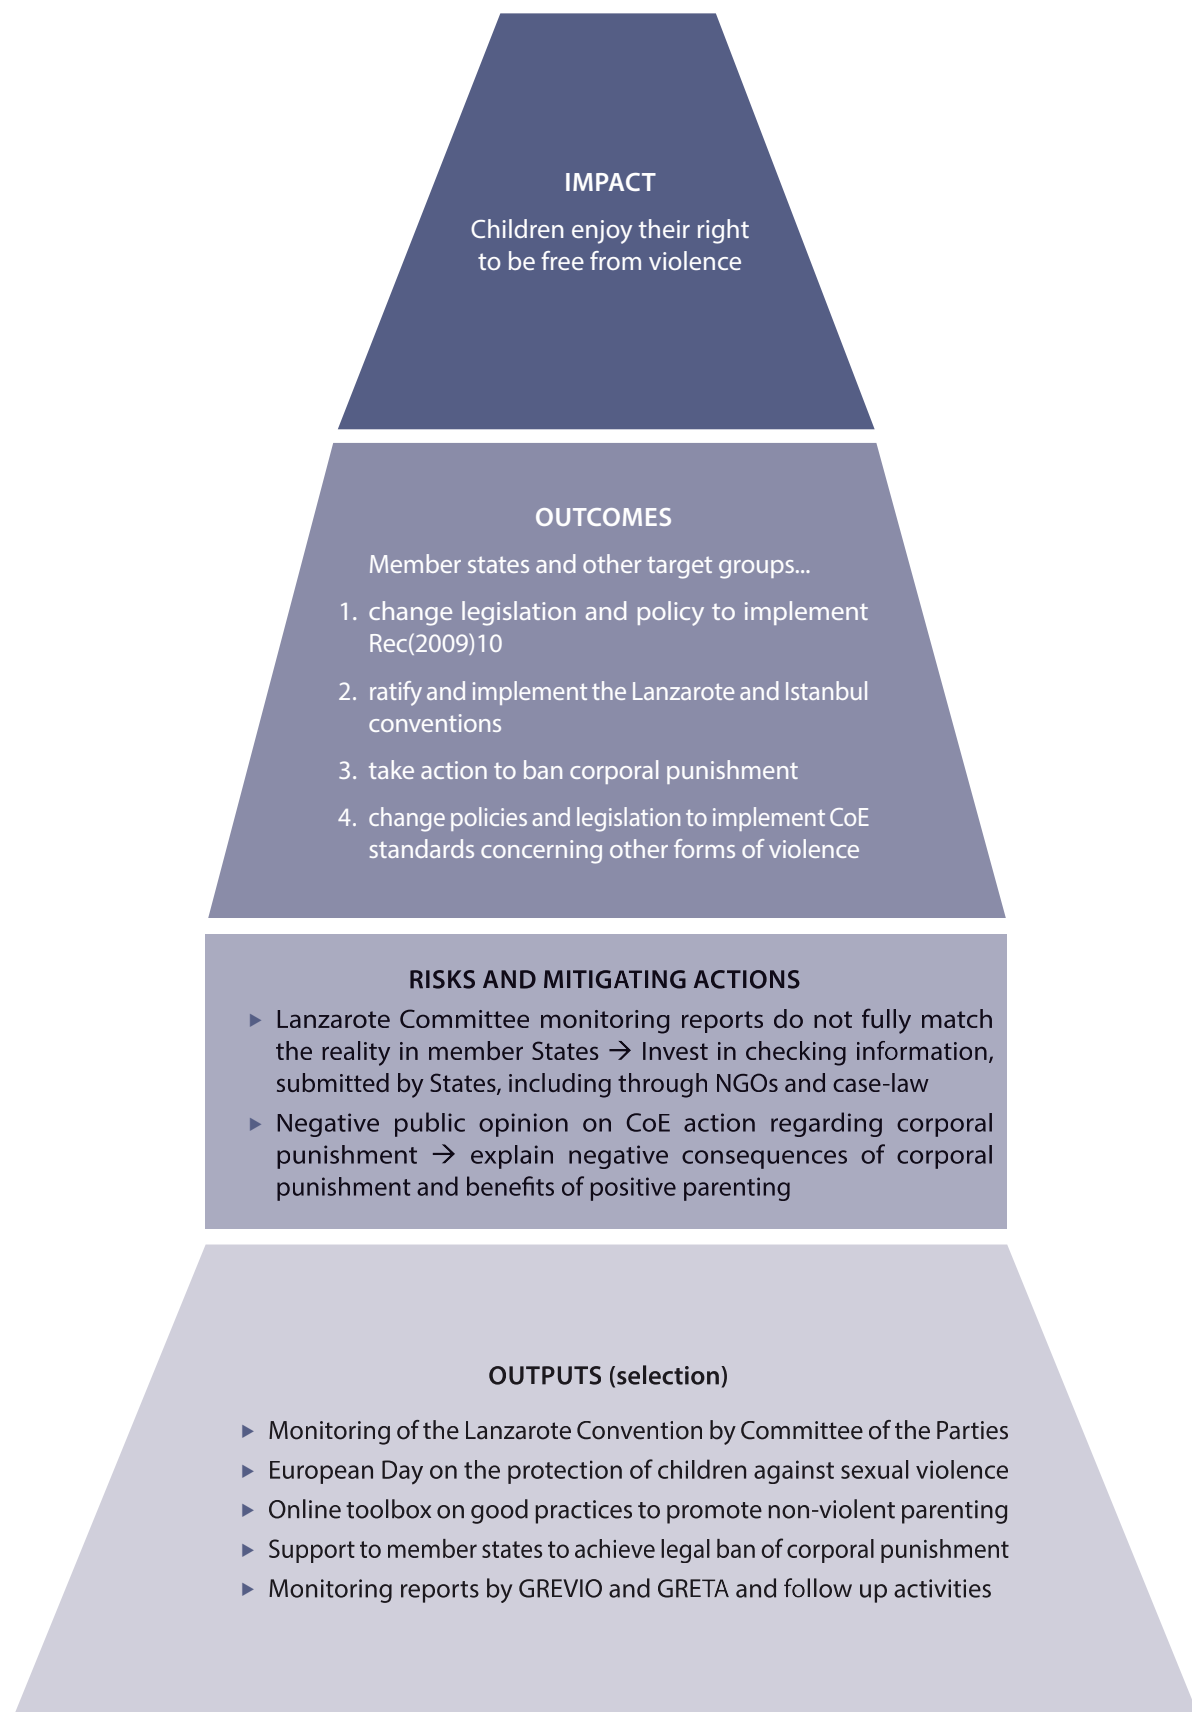 IMPACT
Children enjoy their right
to be free from violence
OUTCOMES
Member states and other target groups...
1. change legislation and policy to implement
Rec(2009)10
2. ratify and implement the Lanzarote and Istanbul
conventions
3. take action to ban corporal punishment
4. change policies and legislation to implement CoE
standards concerning other forms of violence
RISKS AND MITIGATING ACTIONS
▶ Lanzarote Committee monitoring reports do not fully match
the reality in member States → Invest in checking information,
submitted by States, including through NGOs and case-law
▶ Negative public opinion on CoE action regarding corporal
punishment → explain negative consequences of corporal
punishment and benefits of positive parenting
OUTPUTS (selection)
▶ Monitoring of the Lanzarote Convention by Committee of the Parties
▶ European Day on the protection of children against sexual violence
▶ Online toolbox on good practices to promote non-violent parenting
▶ Support to member states to achieve legal ban of corporal punishment
▶ Monitoring reports by GREVIO and GRETA and follow up activities